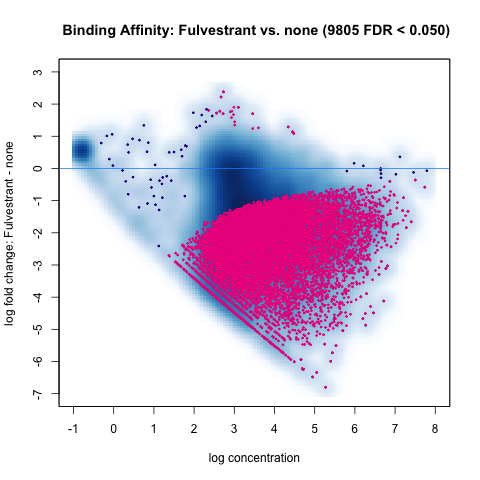 Binding Affinity: Fulvestrant vs. none (9805 FDR < 0.050)
log fold change: Fulvestrant - none
3
2
1
0
-1
-2
-3
-4
-5
-6
-7
-1 0 1 2 3 4 5 6 7 8
log concentration